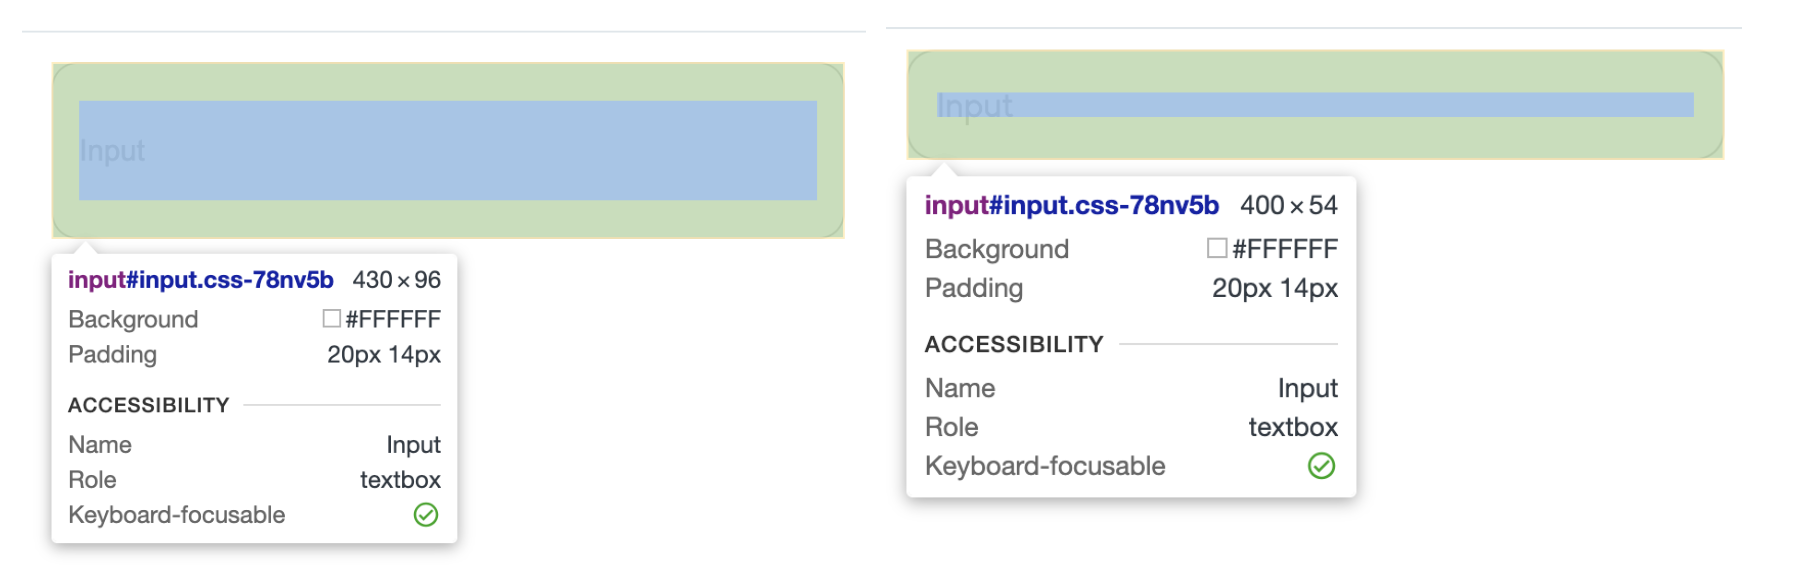 Input
input#input.css-78nv5b 430 × 96
Background #FFFFFF
Padding 20px 14px
ACCESSIBILITY
Name Input
Role textbox
Keyboard-focusable
Input
input#input.css-78nv5b 400 × 54
Background #FFFFFF
Padding 20px 14px
ACCESSIBILITY
Name Input
Role textbox
Keyboard-focusable